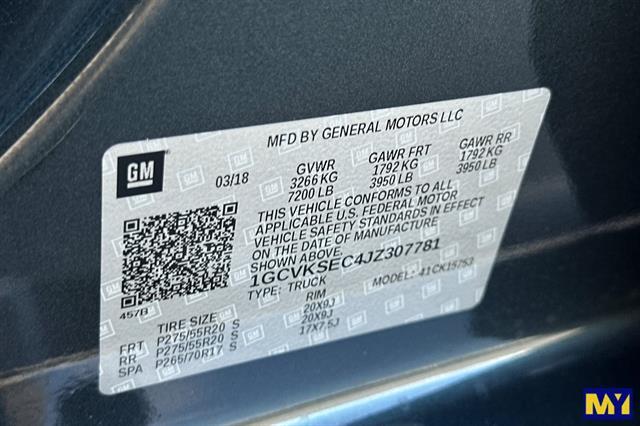 MFD BY GENERAL MOTORS LLC
GM
03/18 GVWR GAWR FRT GAWR RR
3266 KG 1792 KG 1792 KG
7200 LB 3950 LB 3950 LB
THIS VEHICLE CONFORMS TO ALL
APPLICABLE U.S. FEDERAL MOTOR
VEHICLE SAFETY STANDARDS IN EFFECT
ON THE DATE OF MANUFACTURE
SHOWN ABOVE
1GCVKSEC4JZ307781
TYPE: TRUCK MODEL: 41CK15753
457B
TIRE SIZE RIM
FRT P275/55R20 S 20X9J
RR P275/55R20 S 20X9J
SPA P265/70R17 S 17X7.5J
MY